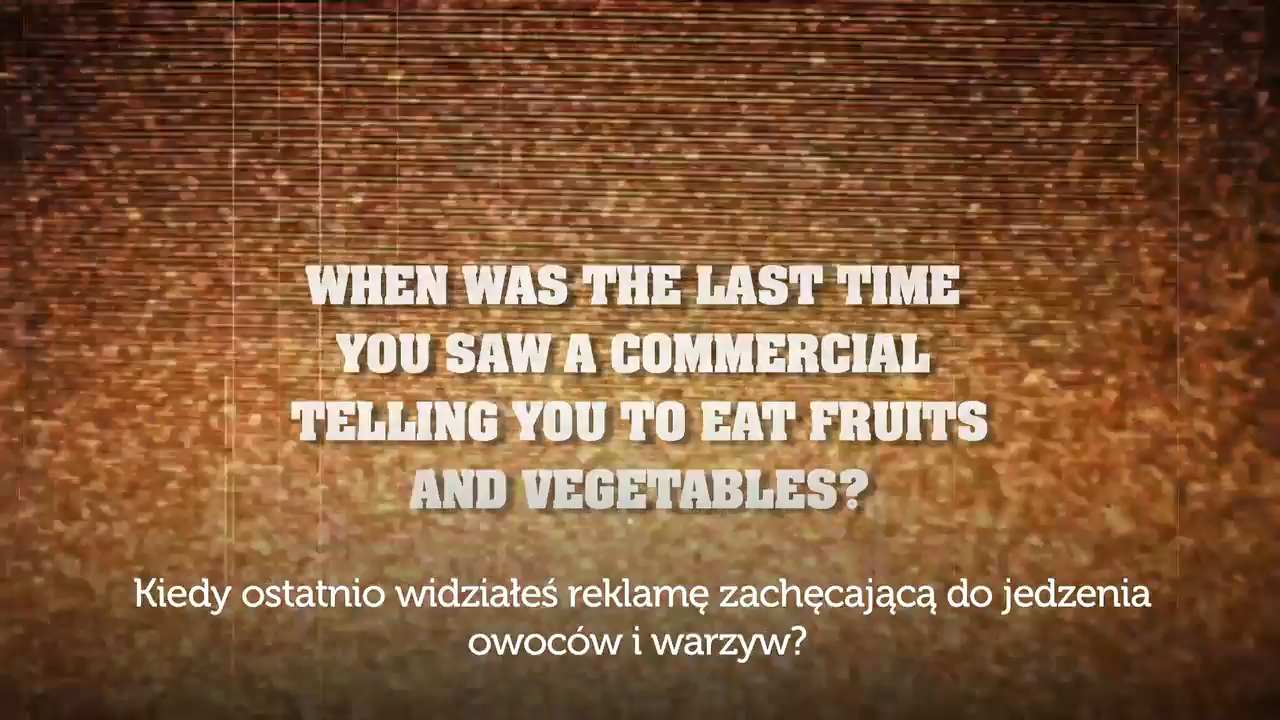 WHEN WAS THE LAST TIME
YOU SAW A COMMERCIAL
TELLING YOU TO EAT FRUITS
AND VEGETABLES?
Kiedy ostatnio widziałeś reklamę zachęcającą do jedzenia
owoców i warzyw?